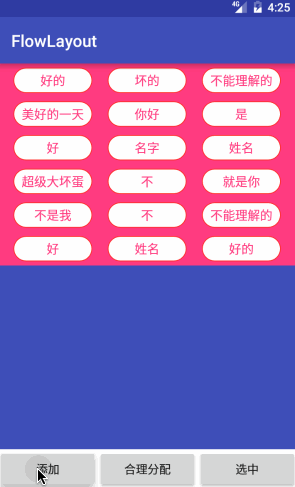 4G 4:25
FlowLayout
好的 坏的 不能理解的
美好的一天 你好 是
好 名字 姓名
超级大坏蛋 不 就是你
不是我 不 不能理解的
好 姓名 好的
添加 合理分配 选中